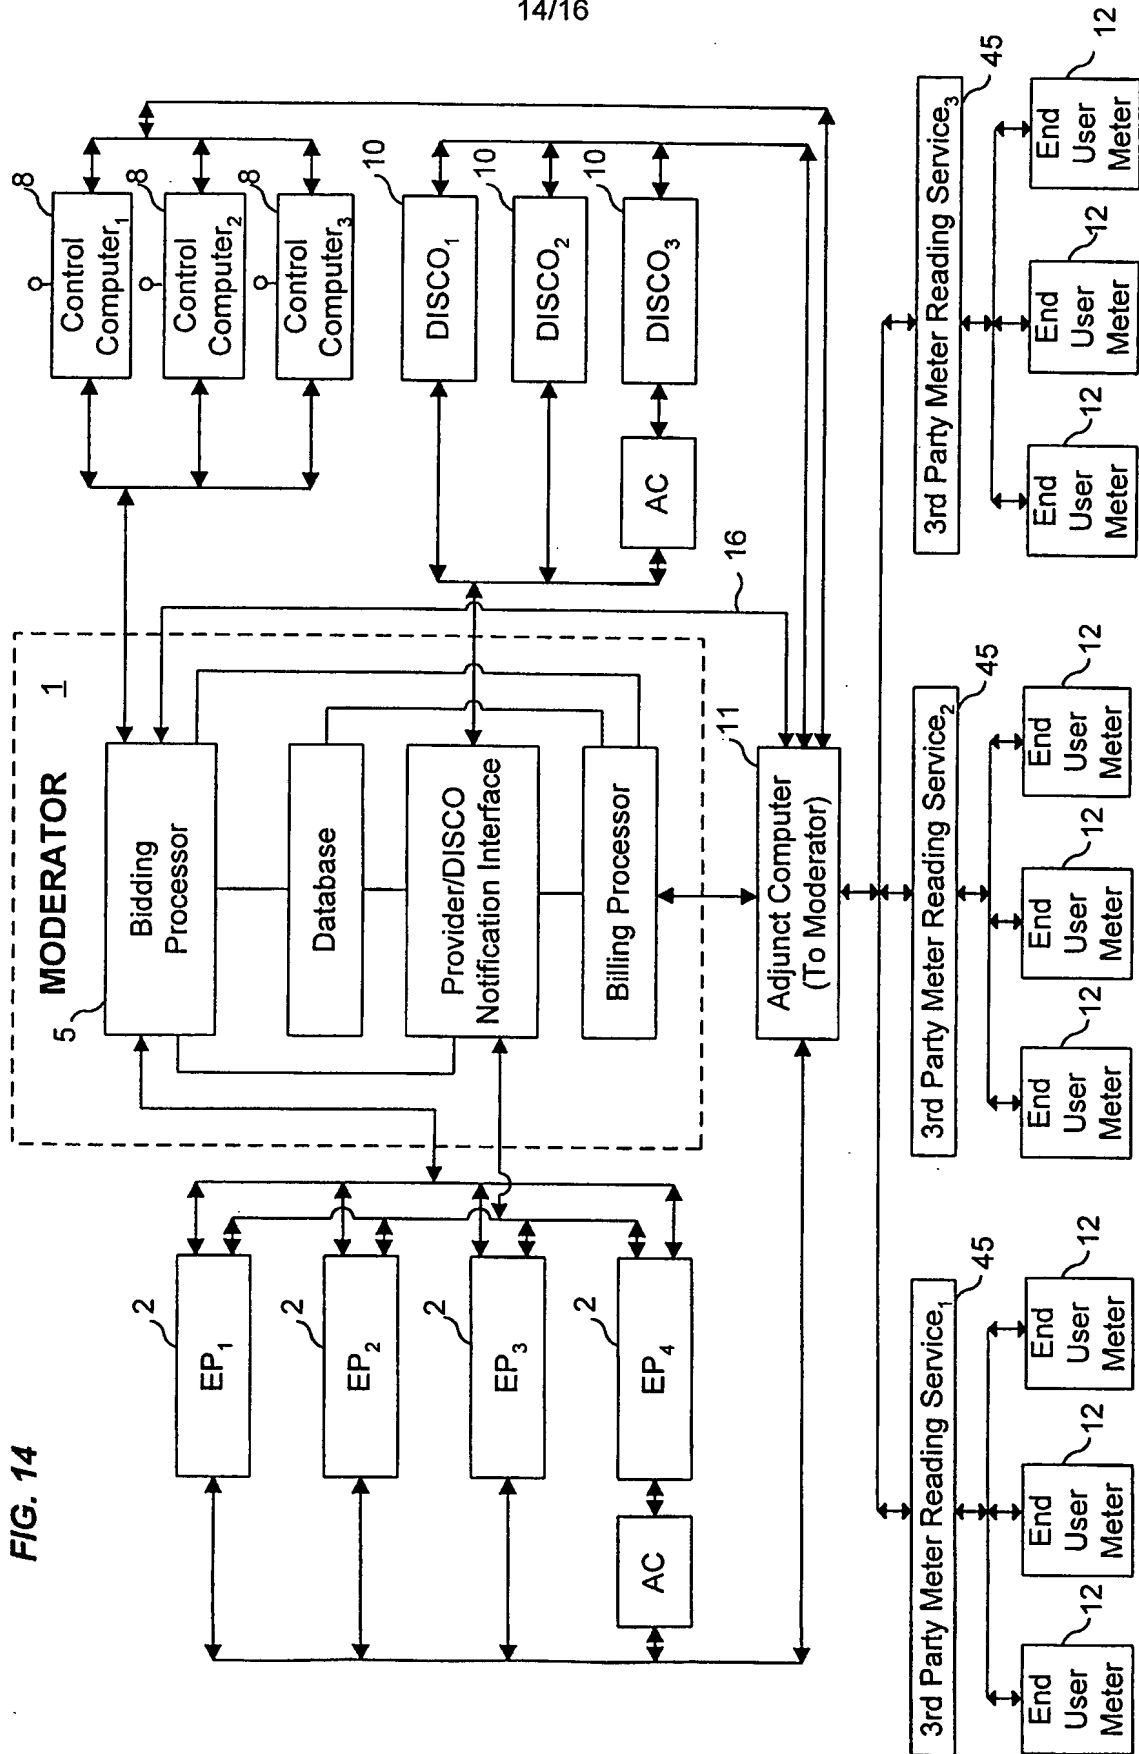 14/16
FIG. 14
MODERATOR
1
5
Bidding
Processor
Database
Provider/DISCO
Notification Interface
Billing Processor
2
EP₁
2
EP₂
2
EP₃
2
EP₄
AC
8
Control
Computer₁
8
Control
Computer₂
8
Control
Computer₃
10
DISCO₁
10
DISCO₂
10
DISCO₃
AC
16
11
Adjunct Computer
(To Moderator)
45
3rd Party Meter Reading Service₁
12
End
User
Meter
12
End
User
Meter
12
End
User
Meter
45
3rd Party Meter Reading Service₂
12
End
User
Meter
12
End
User
Meter
12
End
User
Meter
45
3rd Party Meter Reading Service₃
12
End
User
Meter
12
End
User
Meter
12
End
User
Meter